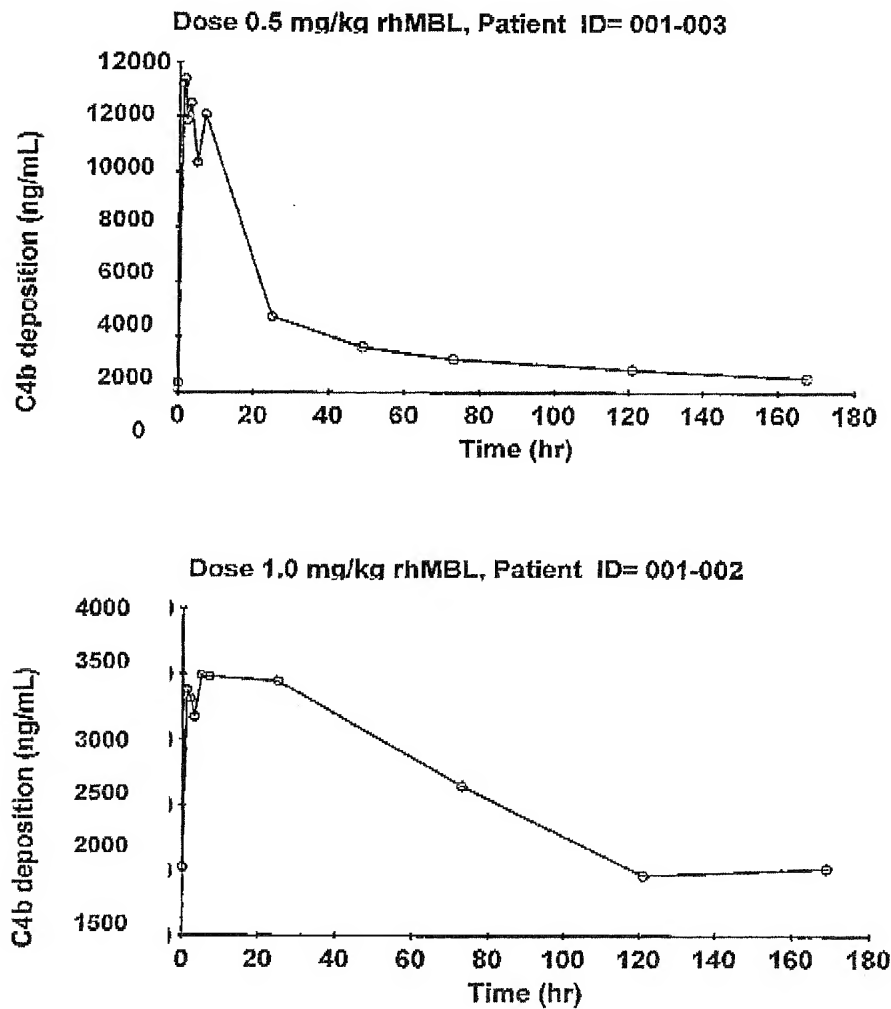 Dose 0.5 mg/kg rhMBL, Patient ID= 001-003
C4b deposition (ng/mL)
12000
12000
10000
8000
6000
4000
2000
0
0 20 40 60 80 100 120 140 160 180
Time (hr)
Dose 1.0 mg/kg rhMBL, Patient ID= 001-002
C4b deposition (ng/mL)
4000
3500
3000
2500
2000
1500
0 20 40 60 80 100 120 140 160 180
Time (hr)